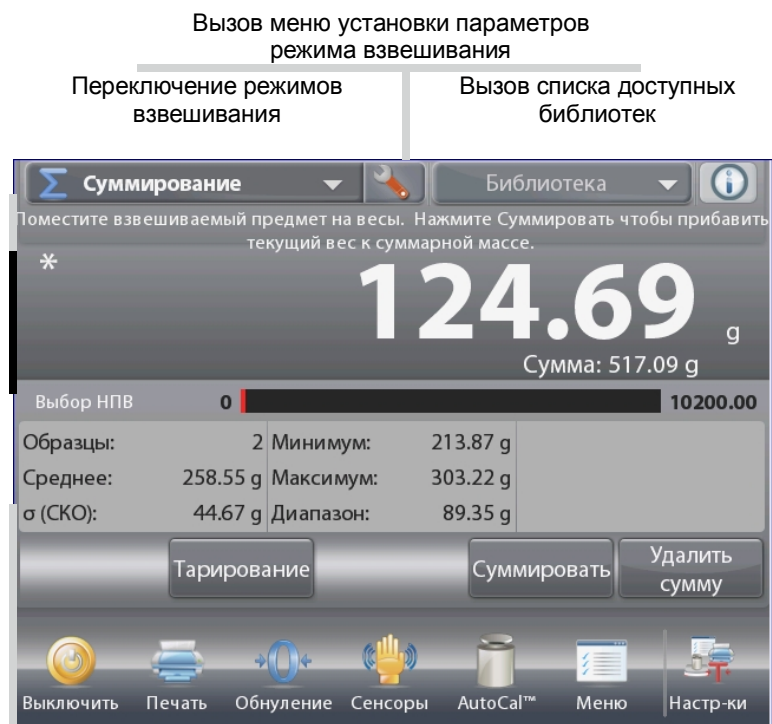 Вызов меню установки параметров
режима взвешивания
Переключение режимов
взвешивания
Вызов списка доступных
библиотек
Σ Суммирование
Библиотека
Поместите взвешиваемый предмет на весы. Нажмите Суммировать чтобы прибавить
текущий вес к суммарной массе.
*
124.69 g
Сумма: 517.09 g
Выбор НПВ 0 10200.00
Образцы: 2 Минимум: 213.87 g
Среднее: 258.55 g Максимум: 303.22 g
σ (СКО): 44.67 g Диапазон: 89.35 g
Тарирование
Суммировать
Удалить
сумму
Выключить Печать Обнуление Сенсоры AutoCal™ Меню Настр-ки